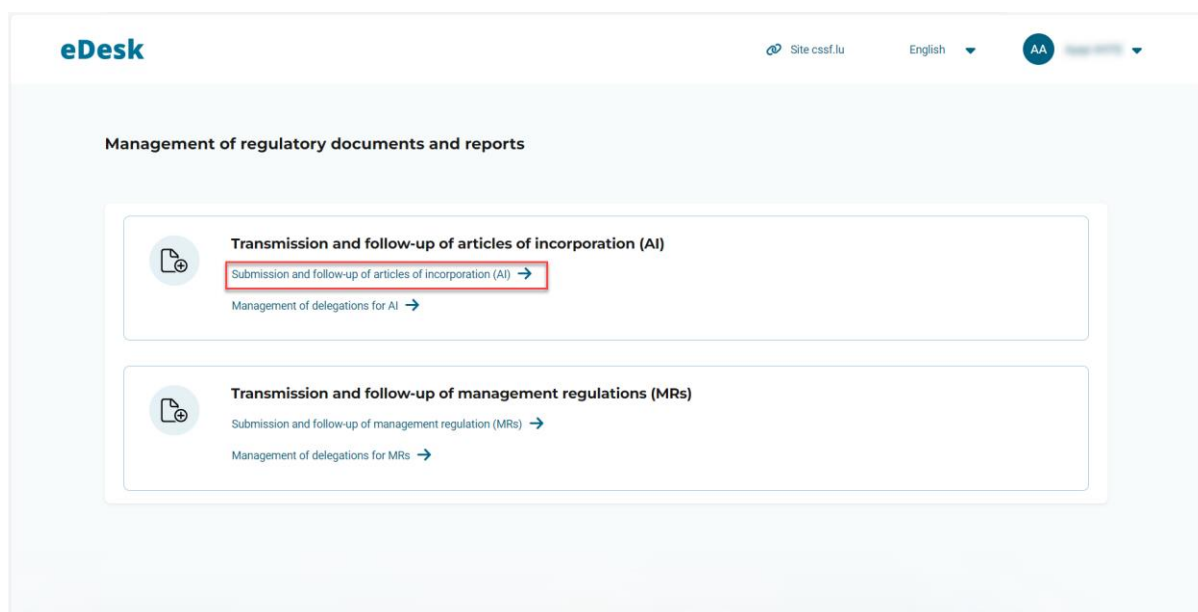 eDesk
Site cssf.lu
English
AA
Management of regulatory documents and reports
Transmission and follow-up of articles of incorporation (AI)
Submission and follow-up of articles of incorporation (AI)
Management of delegations for AI
Transmission and follow-up of management regulations (MRs)
Submission and follow-up of management regulation (MRs)
Management of delegations for MRs